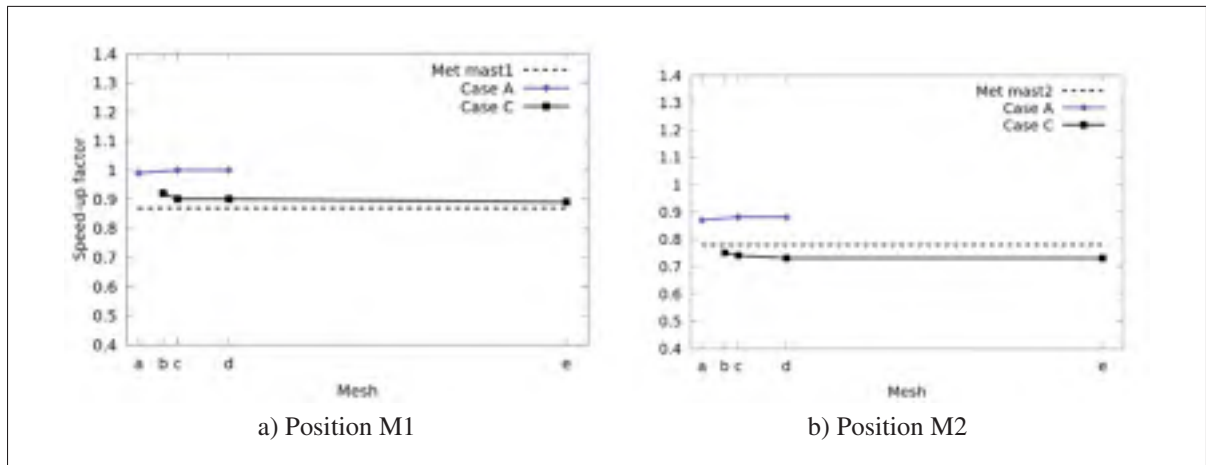 1.4
1.3
1.2
1.1
1
0.9
0.8
0.7
0.6
0.5
0.4
Speed-up factor
Met mast1
Case A
Case C
a b c d e
Mesh
a) Position M1
1.4
1.3
1.2
1.1
1
0.9
0.8
0.7
0.6
0.5
0.4
Met mast2
Case A
Case C
a b c d e
Mesh
b) Position M2